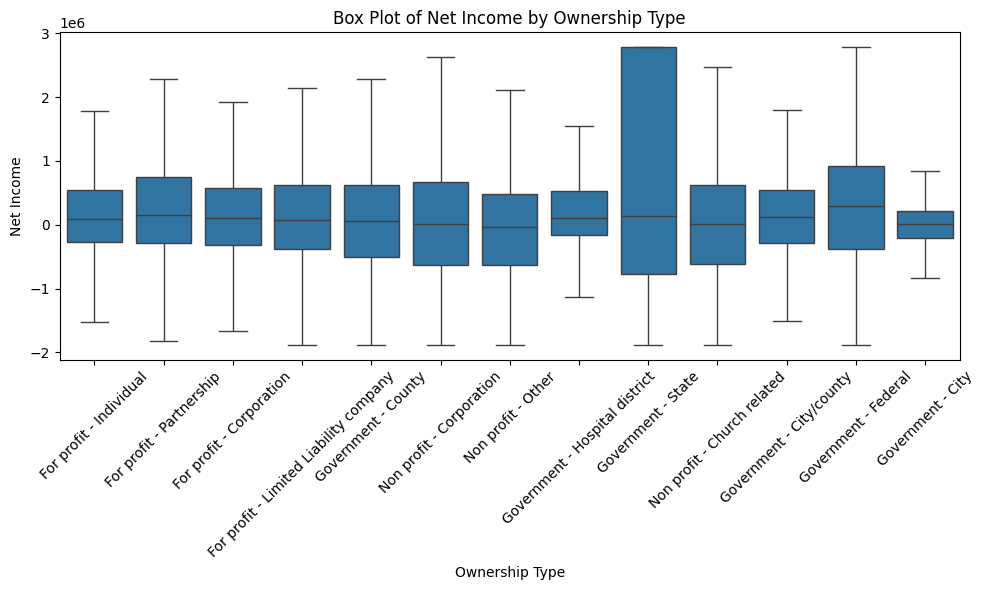 Box Plot of Net Income by Ownership Type
1e6
3
2
1
0
−1
−2
Net Income
For profit - Individual
For profit - Partnership
For profit - Corporation
For profit - Limited Liability company
Government - County
Non profit - Corporation
Non profit - Other
Government - Hospital district
Government - State
Non profit - Church related
Government - City/county
Government - Federal
Government - City
Ownership Type